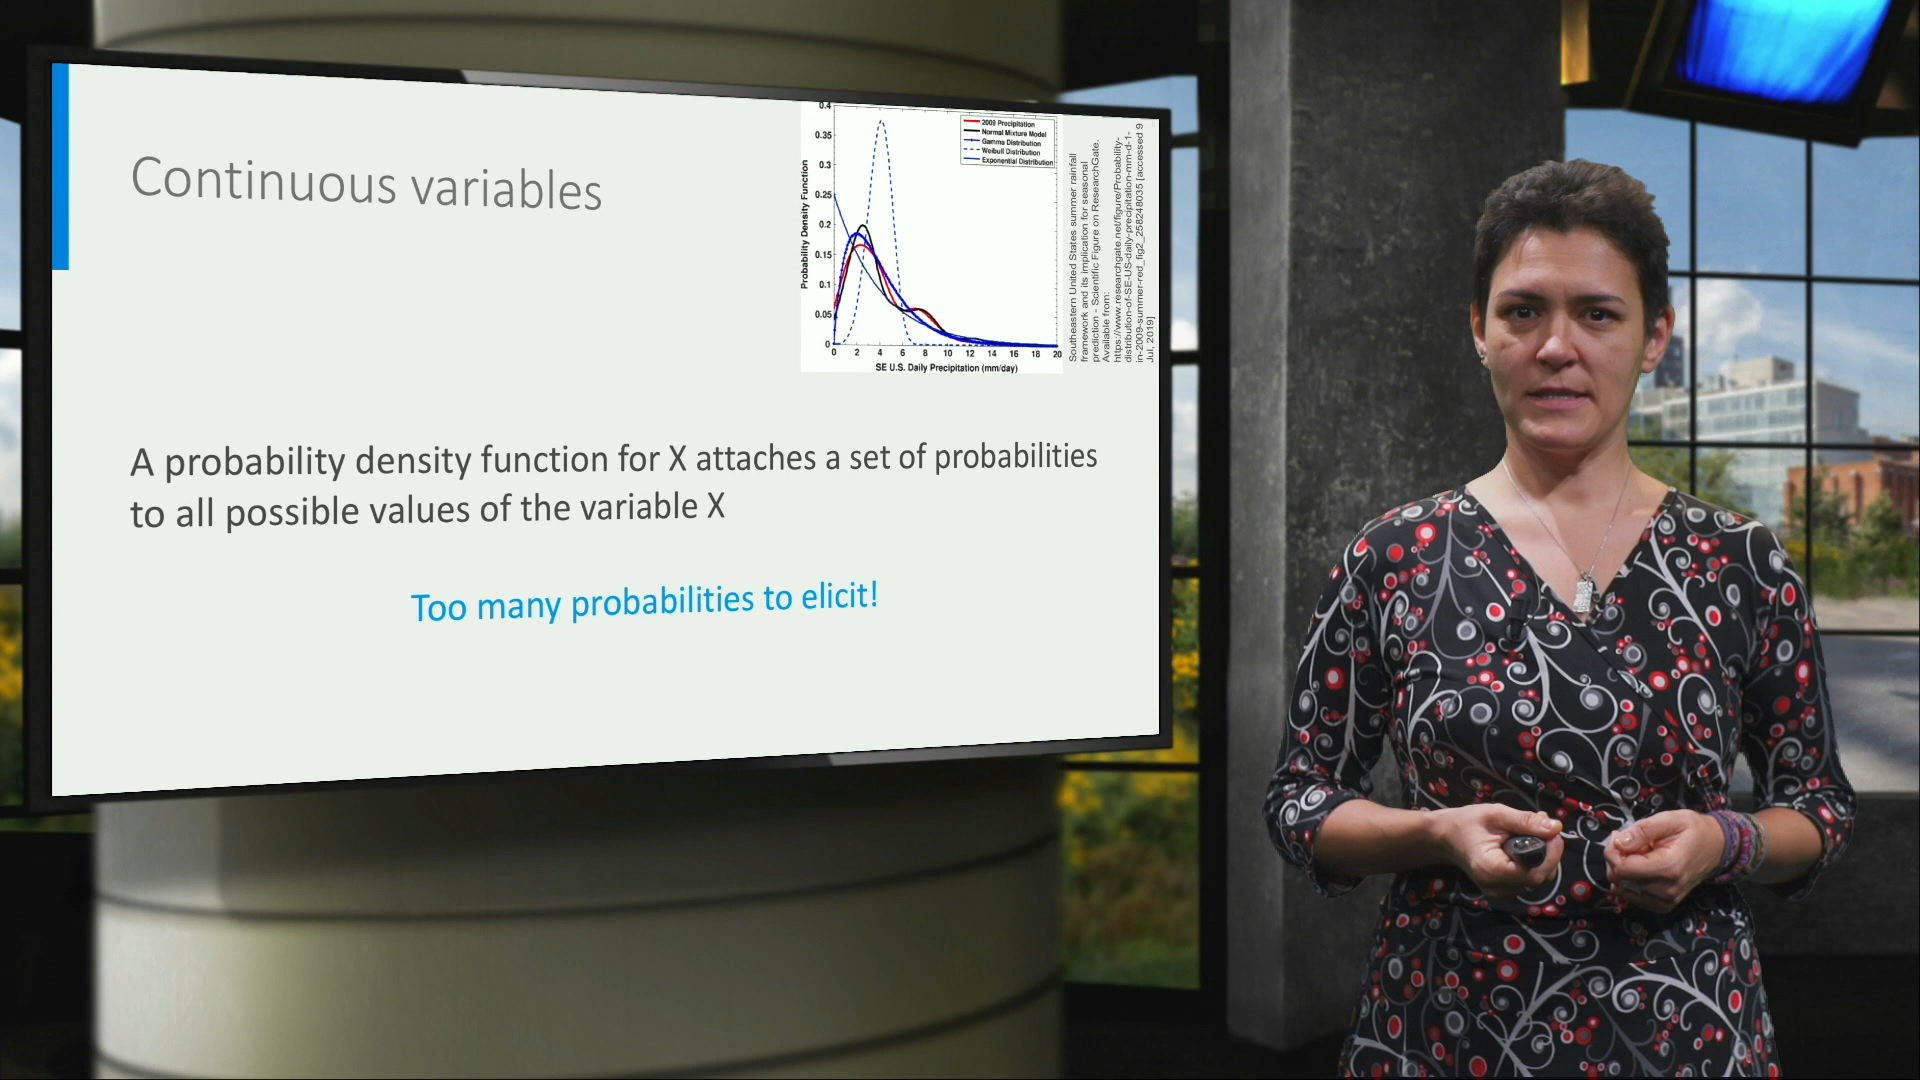 Continuous variables
0.4
0.35
0.3
0.25
0.2
0.15
0.1
0.05
0
Probability Density Function
2009 Precipitation
Normal Mixture Model
Gamma Distribution
Weibull Distribution
Exponential Distribution
0 2 4 6 8 10 12 14 16 18 20
SE U.S. Daily Precipitation (mm/day)
Southeastern United States summer rainfall
framework and its implication for seasonal
prediction - Scientific Figure on ResearchGate.
Available from:
https://www.researchgate.net/figure/Probability-
distribution-of-SE-US-daily-precipitation-mm-d-1-
in-2009-summer-red_fig2_258248035 [accessed 9
Jul, 2019]
A probability density function for X attaches a set of probabilities
to all possible values of the variable X
Too many probabilities to elicit!